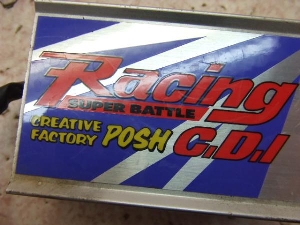 Racing
SUPER BATTLE
CREATIVE
FACTORY POSH C.D.I